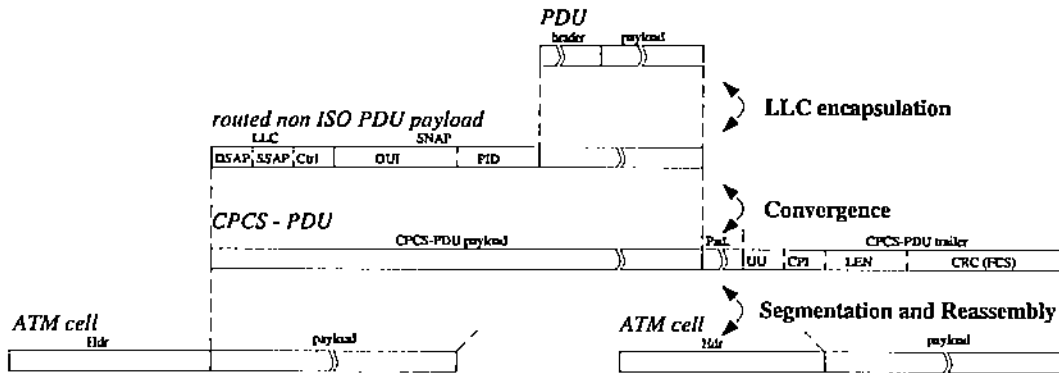 PDU
header payload
LLC encapsulation
routed non ISO PDU payload
LLC SNAP
DSAP SSAP Ctrl OUI PID
Convergence
CPCS - PDU
CPCS-PDU payload Pad. CPCS-PDU trailer
UU CPI LEN CRC (FCS)
Segmentation and Reassembly
ATM cell ATM cell
Hdr payload Hdr payload